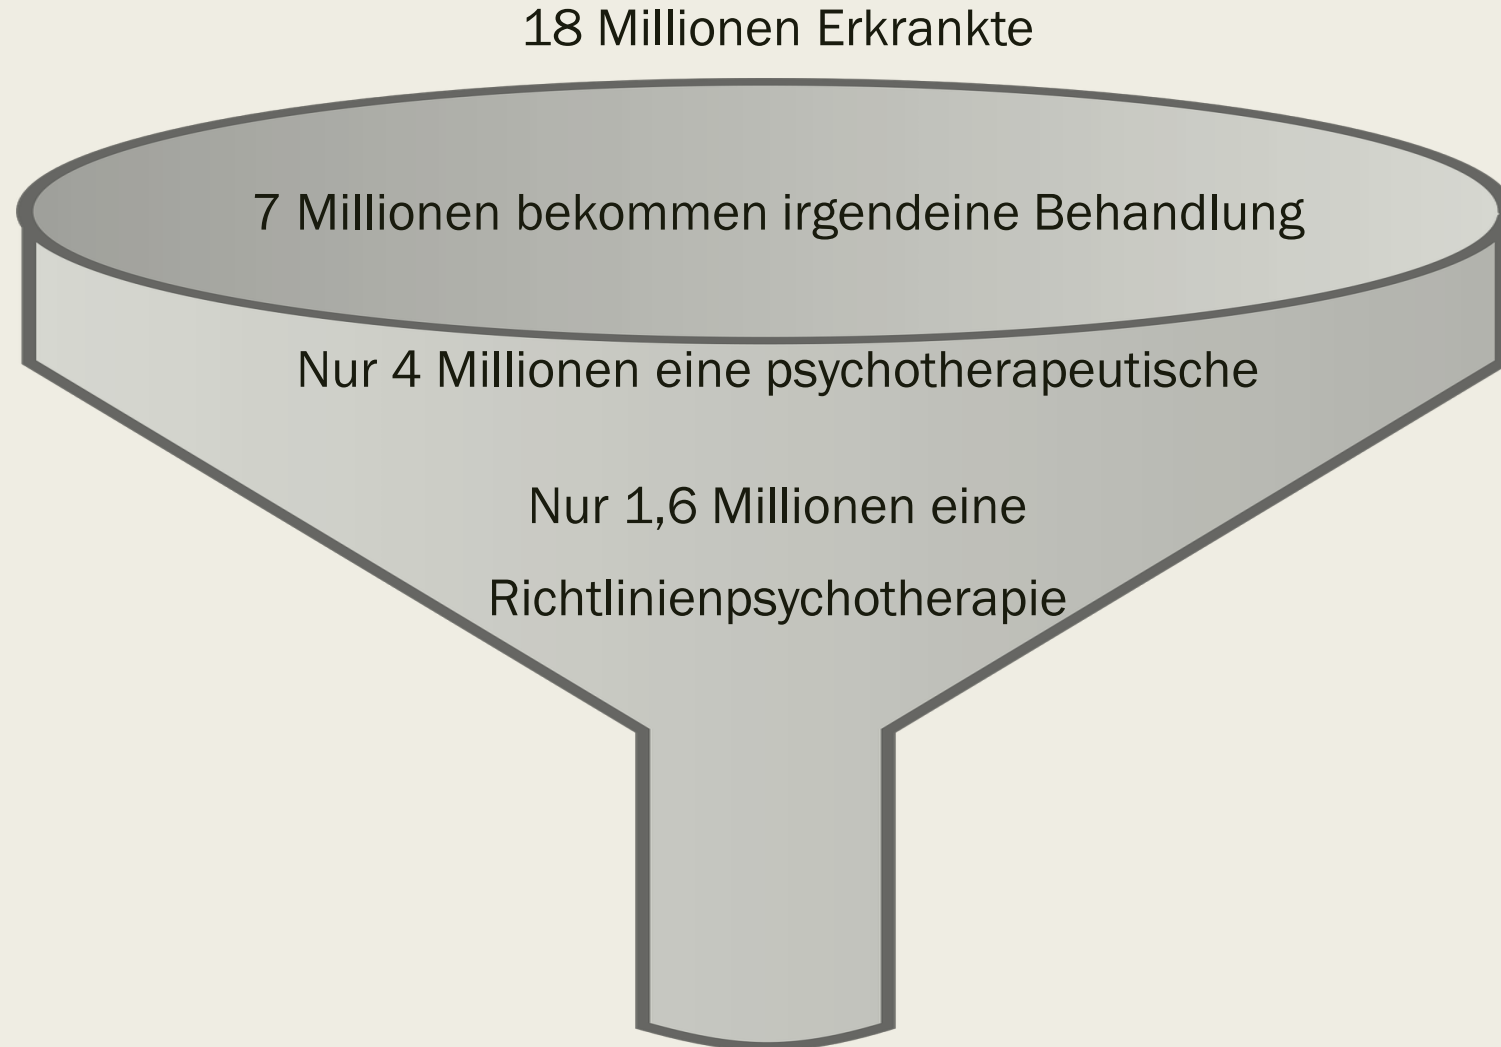 18 Millionen Erkrankte
7 Millionen bekommen irgendeine Behandlung
Nur 4 Millionen eine psychotherapeutische
Nur 1,6 Millionen eine
Richtlinienpsychotherapie